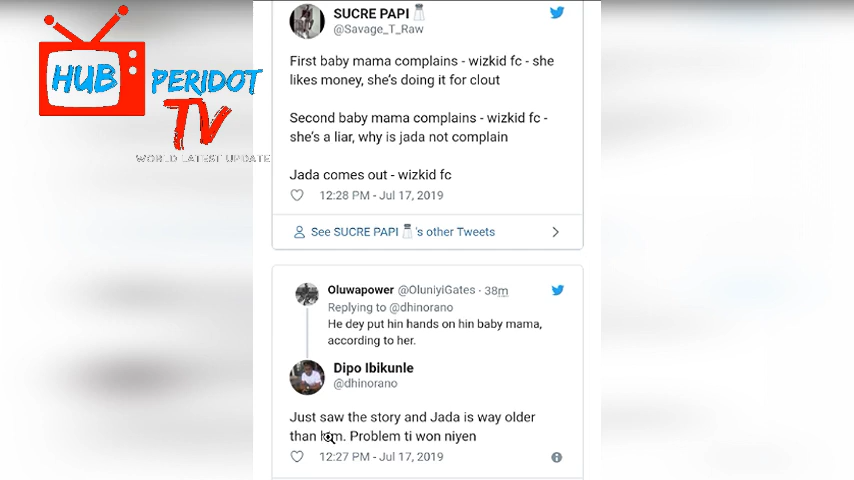 HUB PERIDOT
TV
WORLD LATEST UPDATE
SUCRE PAPI
@Savage_T_Raw
First baby mama complains - wizkid fc - she
likes money, she's doing it for clout
Second baby mama complains - wizkid fc -
she's a liar, why is jada not complain
Jada comes out - wizkid fc
12:28 PM - Jul 17, 2019
See SUCRE PAPI 's other Tweets
Oluwapower @OluniyiGates · 38m
Replying to @dhinorano
He dey put hin hands on hin baby mama,
according to her.
Dipo Ibikunle
@dhinorano
Just saw the story and Jada is way older
than him. Problem ti won niyen
12:27 PM - Jul 17, 2019